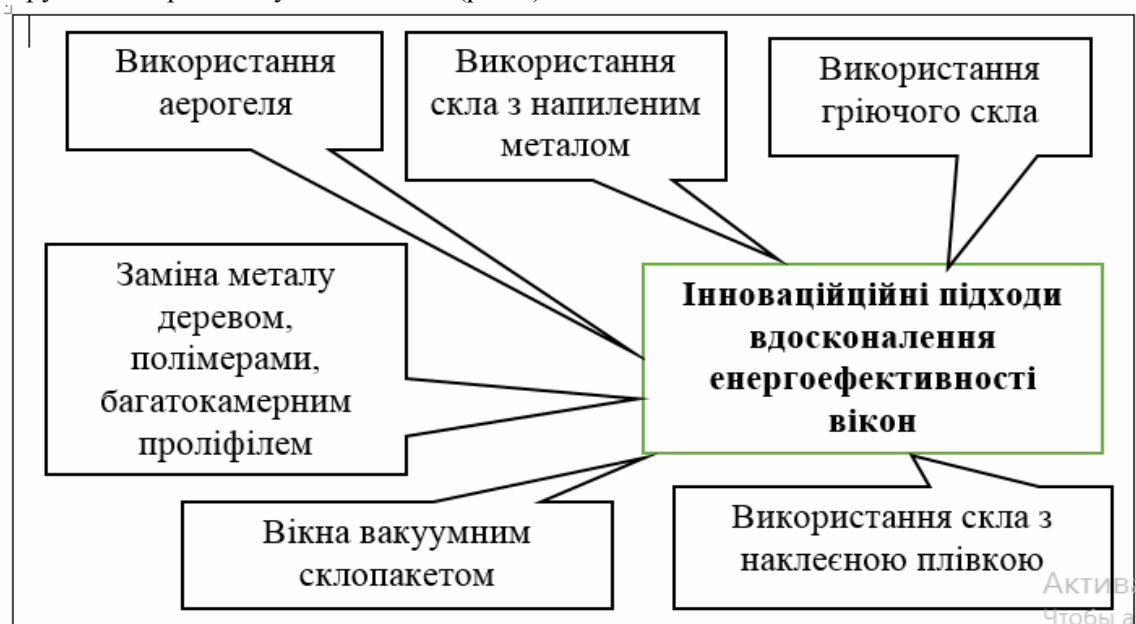 Використання
аерогеля
Використання
скла з напиленим
металом
Використання
гріючого скла
Заміна металу
деревом,
полімерами,
багатокамерним
проліфілем
Інноваційційні підходи
вдосконалення
енергоефективності
вікон
Вікна вакуумним
склопакетом
Використання скла з
наклеєною плівкою